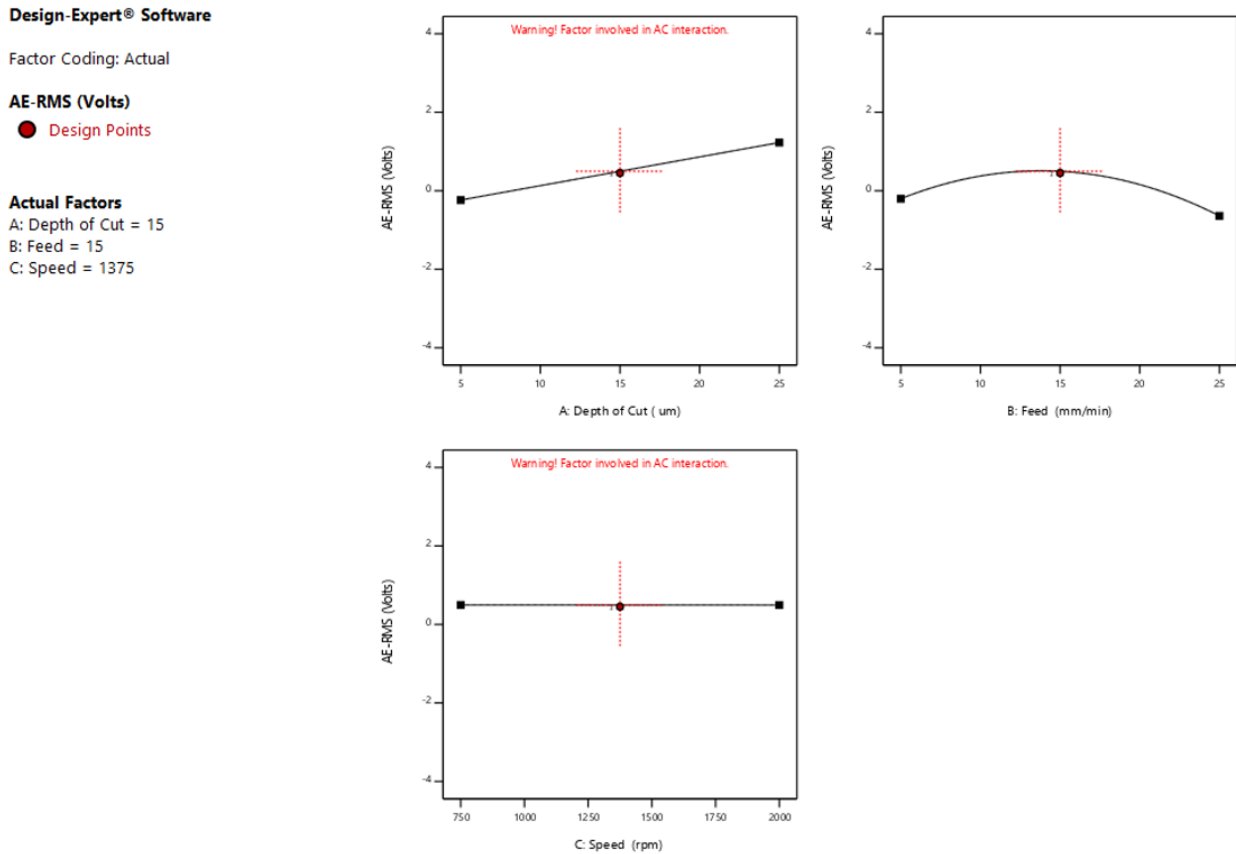 Design-Expert® Software
Factor Coding: Actual
AE-RMS (Volts)
Design Points
Actual Factors
A: Depth of Cut = 15
B: Feed = 15
C: Speed = 1375
Warning! Factor involved in AC interaction.
AE-RMS (Volts)
4
2
0
-2
-4
5 10 15 20 25
A: Depth of Cut ( um)
AE-RMS (Volts)
4
2
0
-2
-4
5 10 15 20 25
B: Feed (mm/min)
Warning! Factor involved in AC interaction.
AE-RMS (Volts)
4
2
0
-2
-4
750 1000 1250 1500 1750 2000
C: Speed (rpm)